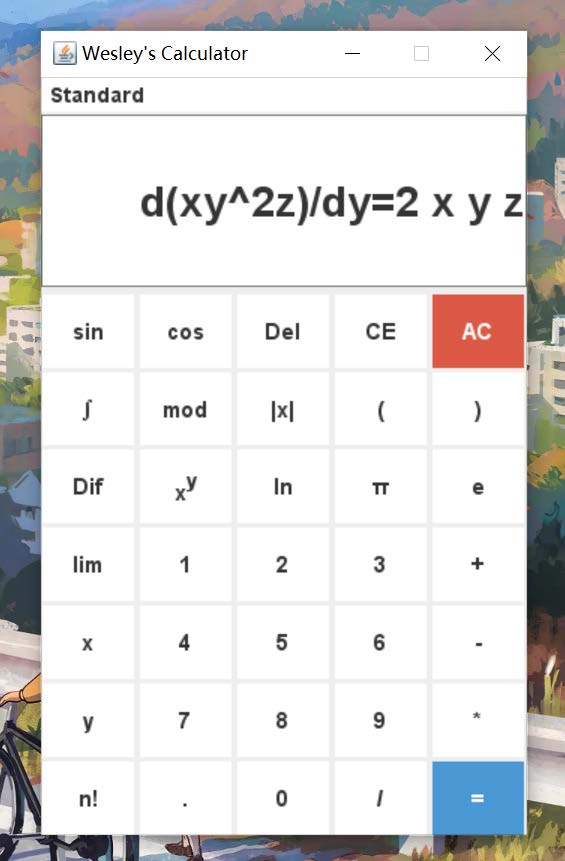 Wesley's Calculator
Standard
d(xy^2z)/dy=2 x y z
sin cos Del CE AC
∫ mod |x| ( )
Dif x^y ln π e
lim 1 2 3 +
x 4 5 6 -
y 7 8 9 *
n! . 0 / =